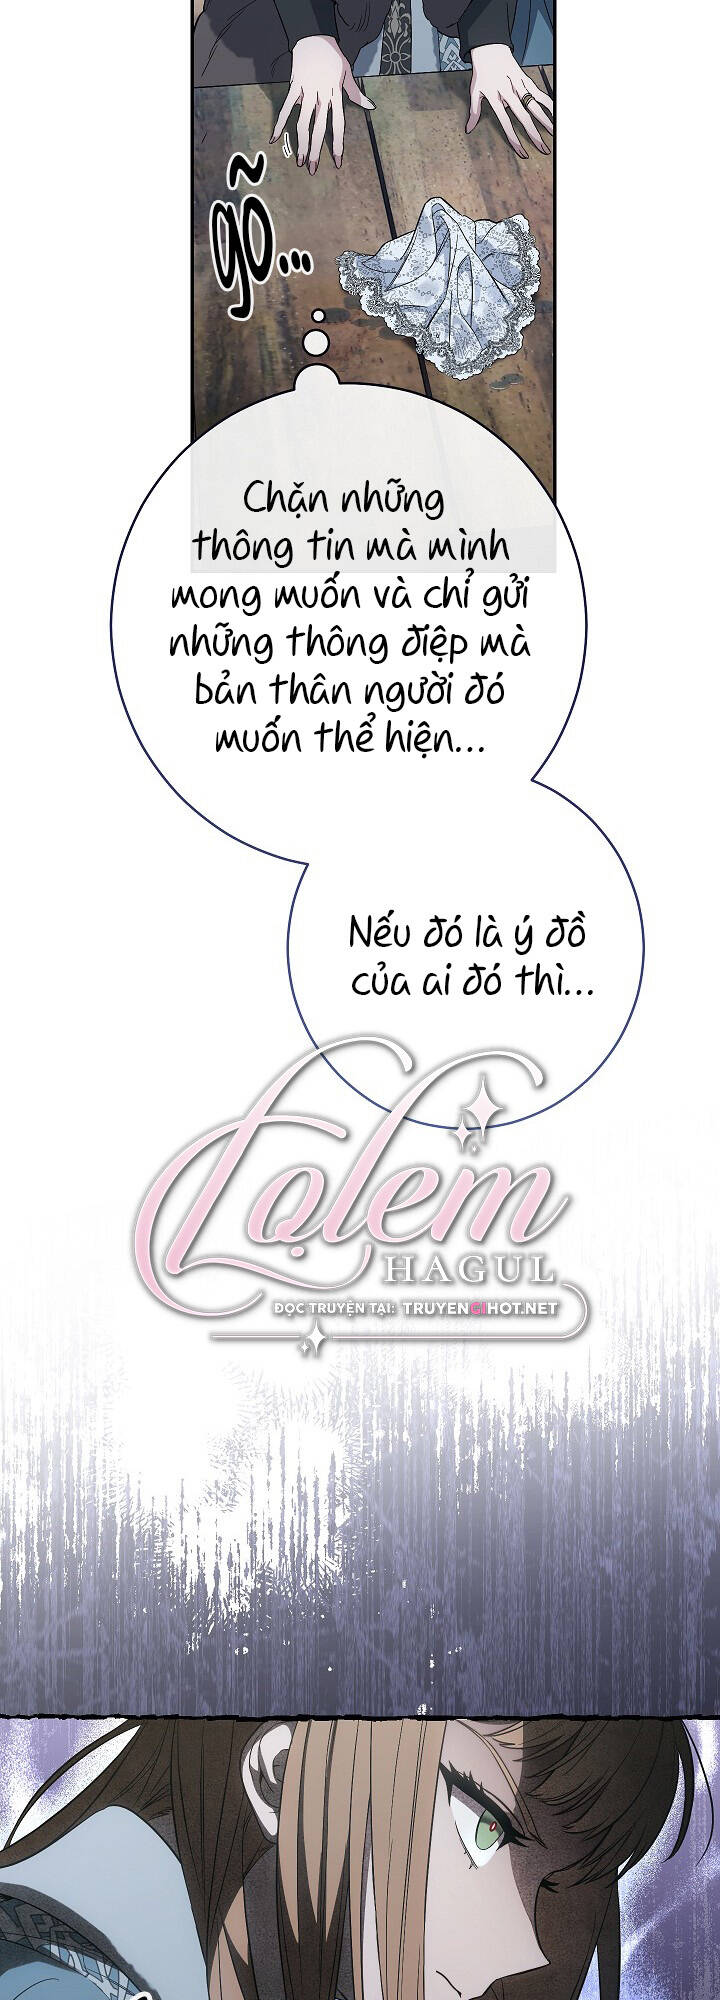 gõ...
Chặn những
thông tin mà mình
mong muốn và chỉ gửi
những thông điệp mà
bản thân người đó
muốn thể hiện...
Nếu đó là ý đồ
của ai đó thì...
Lọlem
HAGUL
ĐỌC TRUYỆN TẠI: TRUYENGIHOT.NET